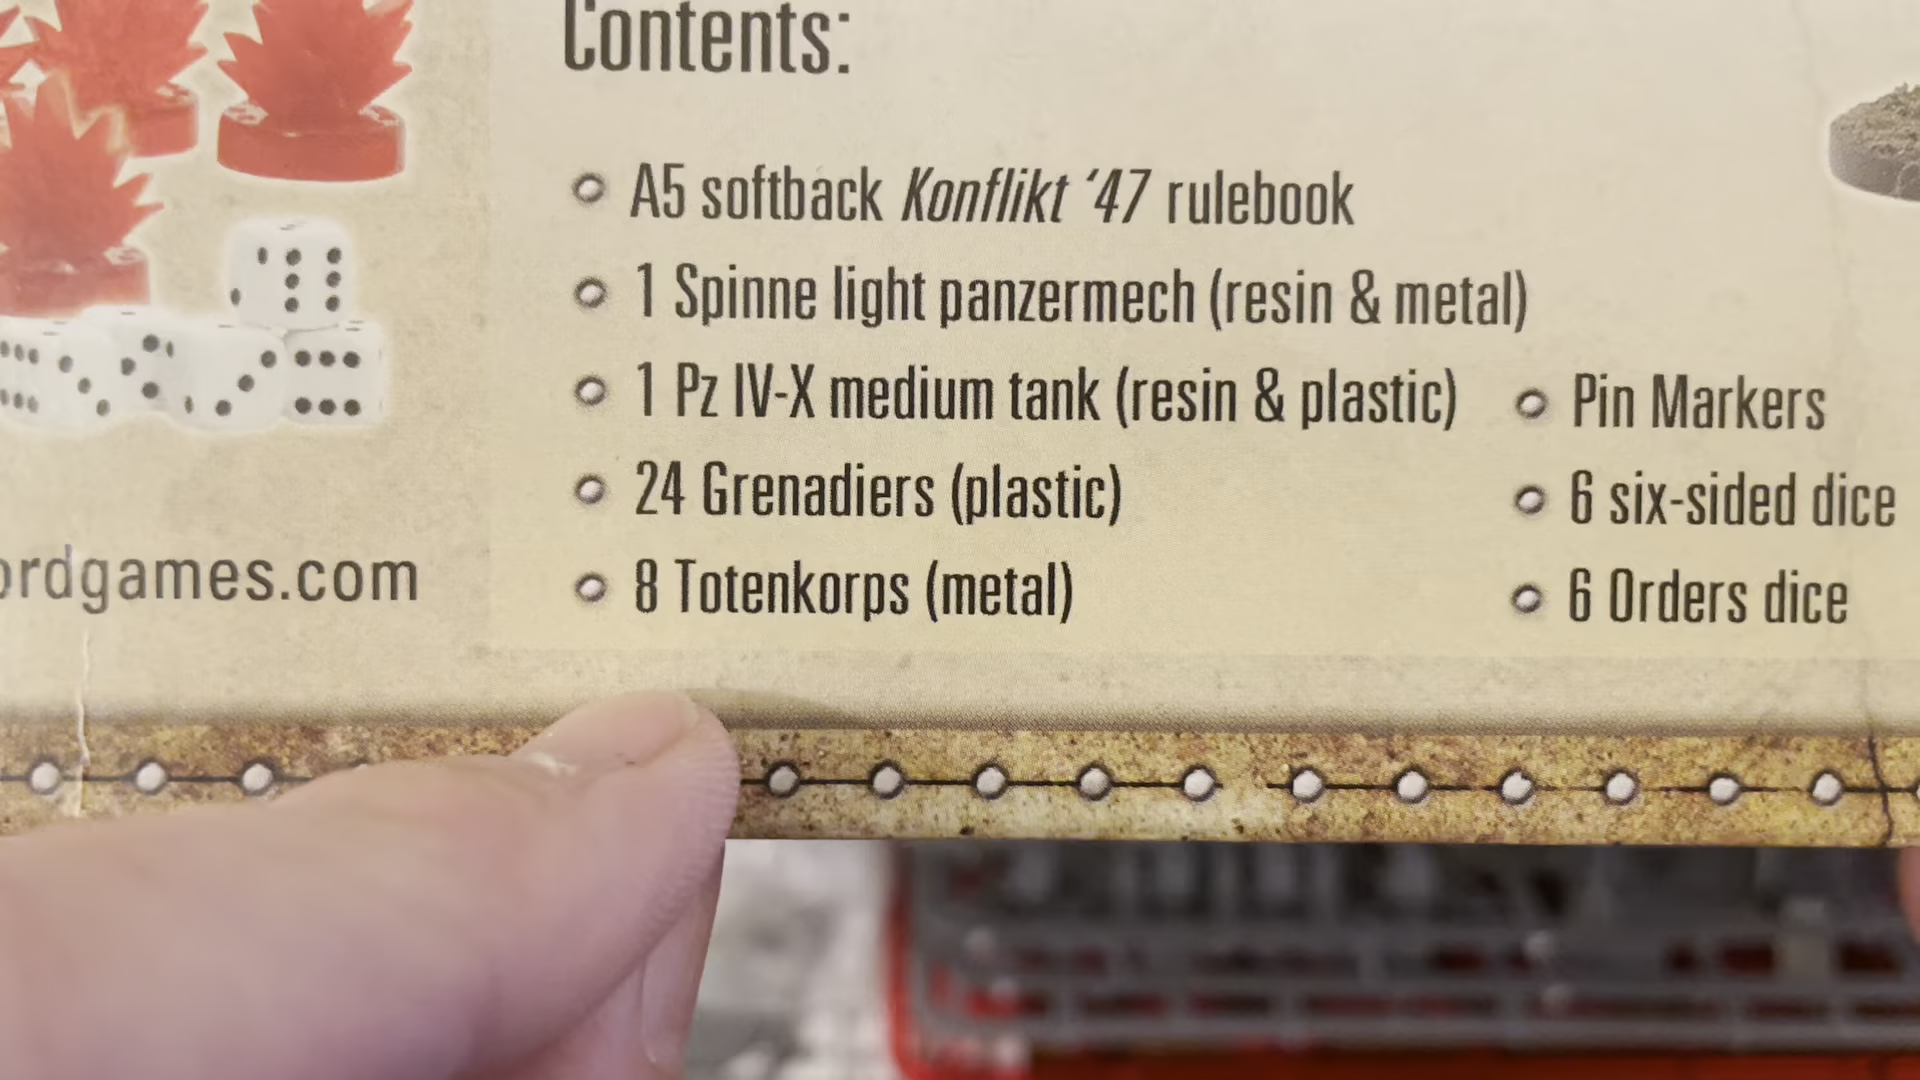 Contents:
A5 softback Konflikt ‘47 rulebook
1 Spinne light panzermech (resin & metal)
1 Pz IV-X medium tank (resin & plastic)
24 Grenadiers (plastic)
8 Totenkorps (metal)
Pin Markers
6 six-sided dice
6 Orders dice
ordgames.com